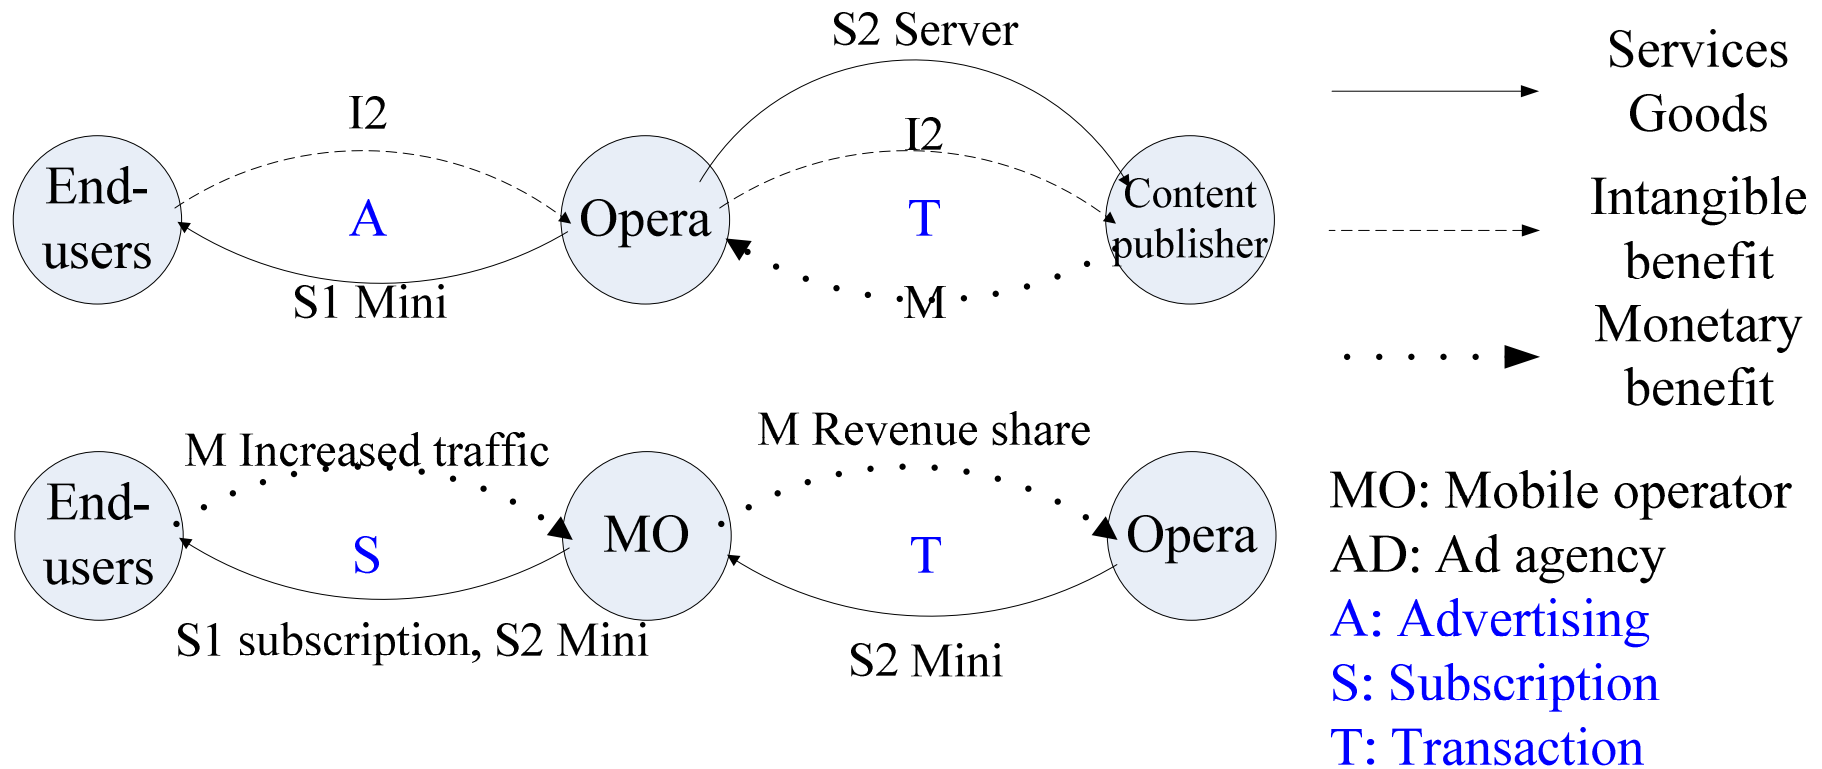 S2 Server
I2
I2
End-
users
A
Opera
T
Content
publisher
S1 Mini
M
Services
Goods
Intangible
benefit
Monetary
benefit
M Increased traffic
M Revenue share
End-
users
S
MO
T
Opera
S1 subscription, S2 Mini
S2 Mini
MO: Mobile operator
AD: Ad agency
A: Advertising
S: Subscription
T: Transaction